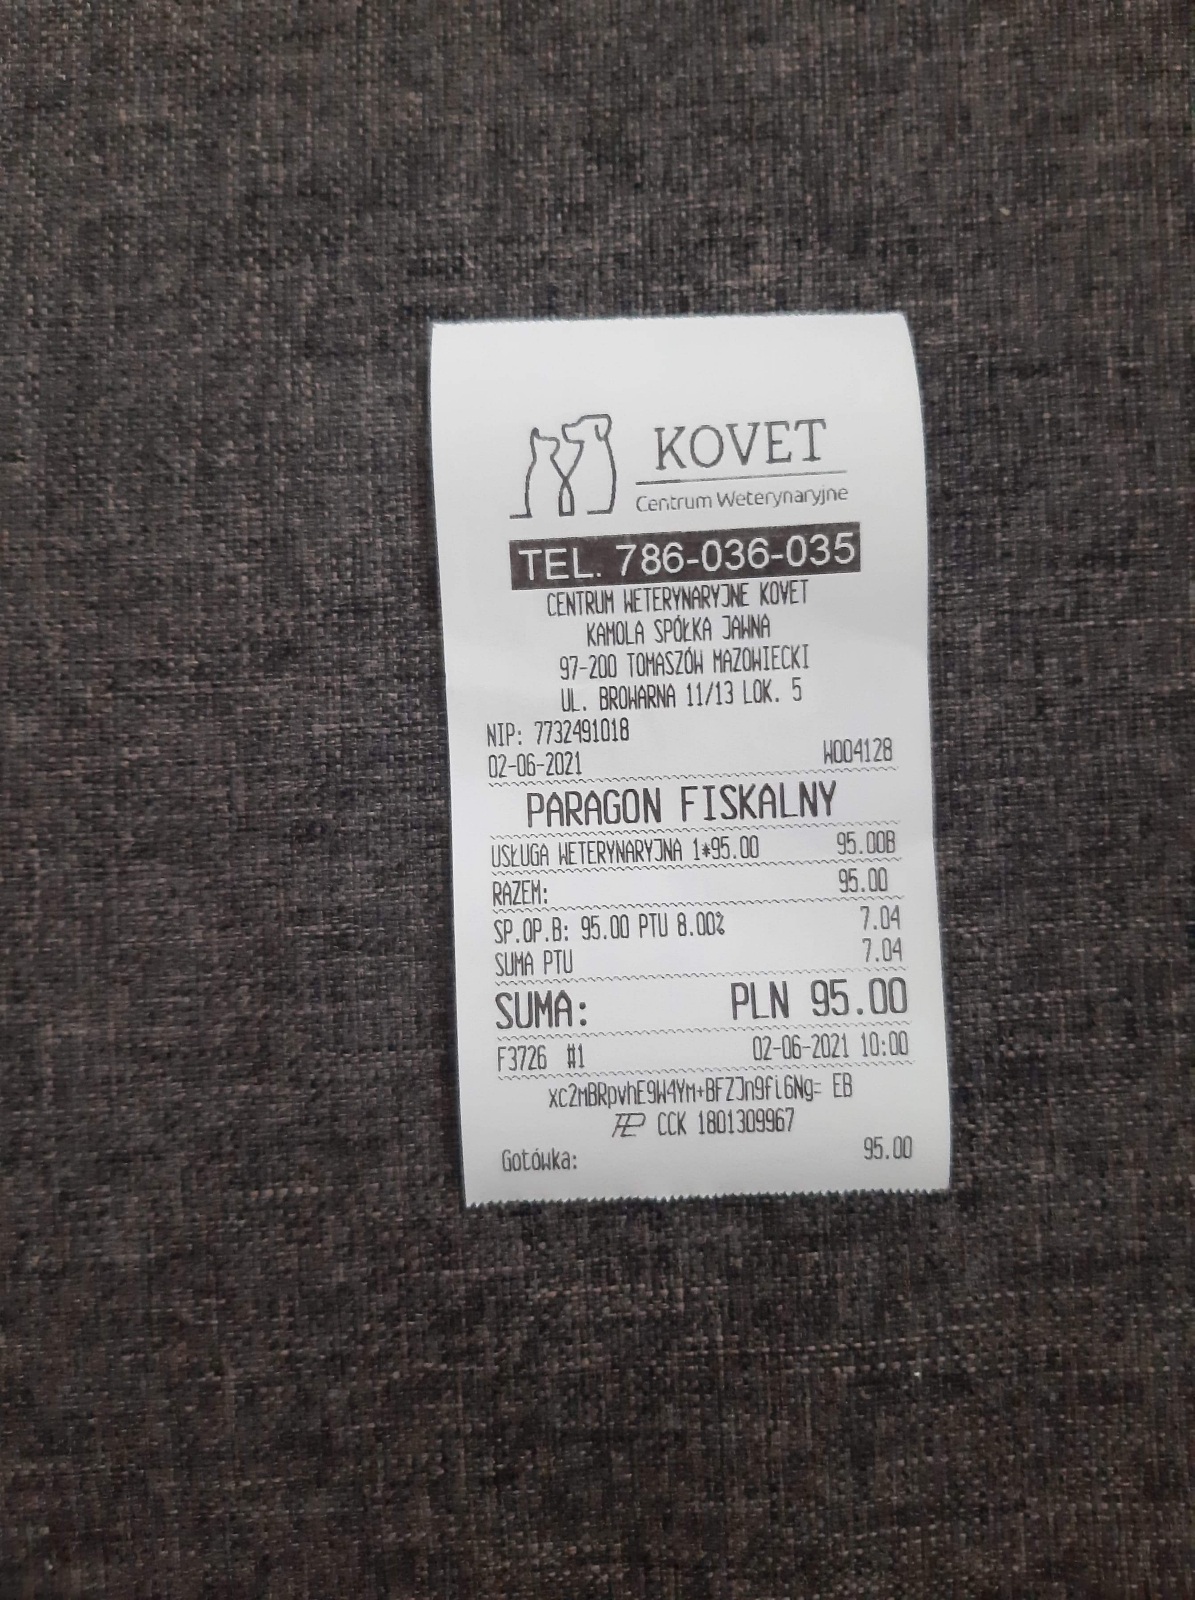 KOVET
Centrum Weterynaryjne
TEL. 786-036-035
CENTRUM WETERYNARYJNE KOVET
KAMOLA SPÓŁKA JAWNA
97-200 TOMASZÓW MAZOWIECKI
UL. BROWARNA 11/13 LOK. 5
NIP: 7732491018
02-06-2021 W004128
PARAGON FISKALNY
USŁUGA WETERYNARYJNA 1*95.00 95.00B
RAZEM: 95.00
SP.OP.B: 95.00 PTU 8.00% 7.04
SUMA PTU 7.04
SUMA: PLN 95.00
F3726 #1 02-06-2021 10:00
xc2mBRpvhE9W4Ym+BFZJn9fi6Ng= EB
CCK 1801309967
Gotówka: 95.00